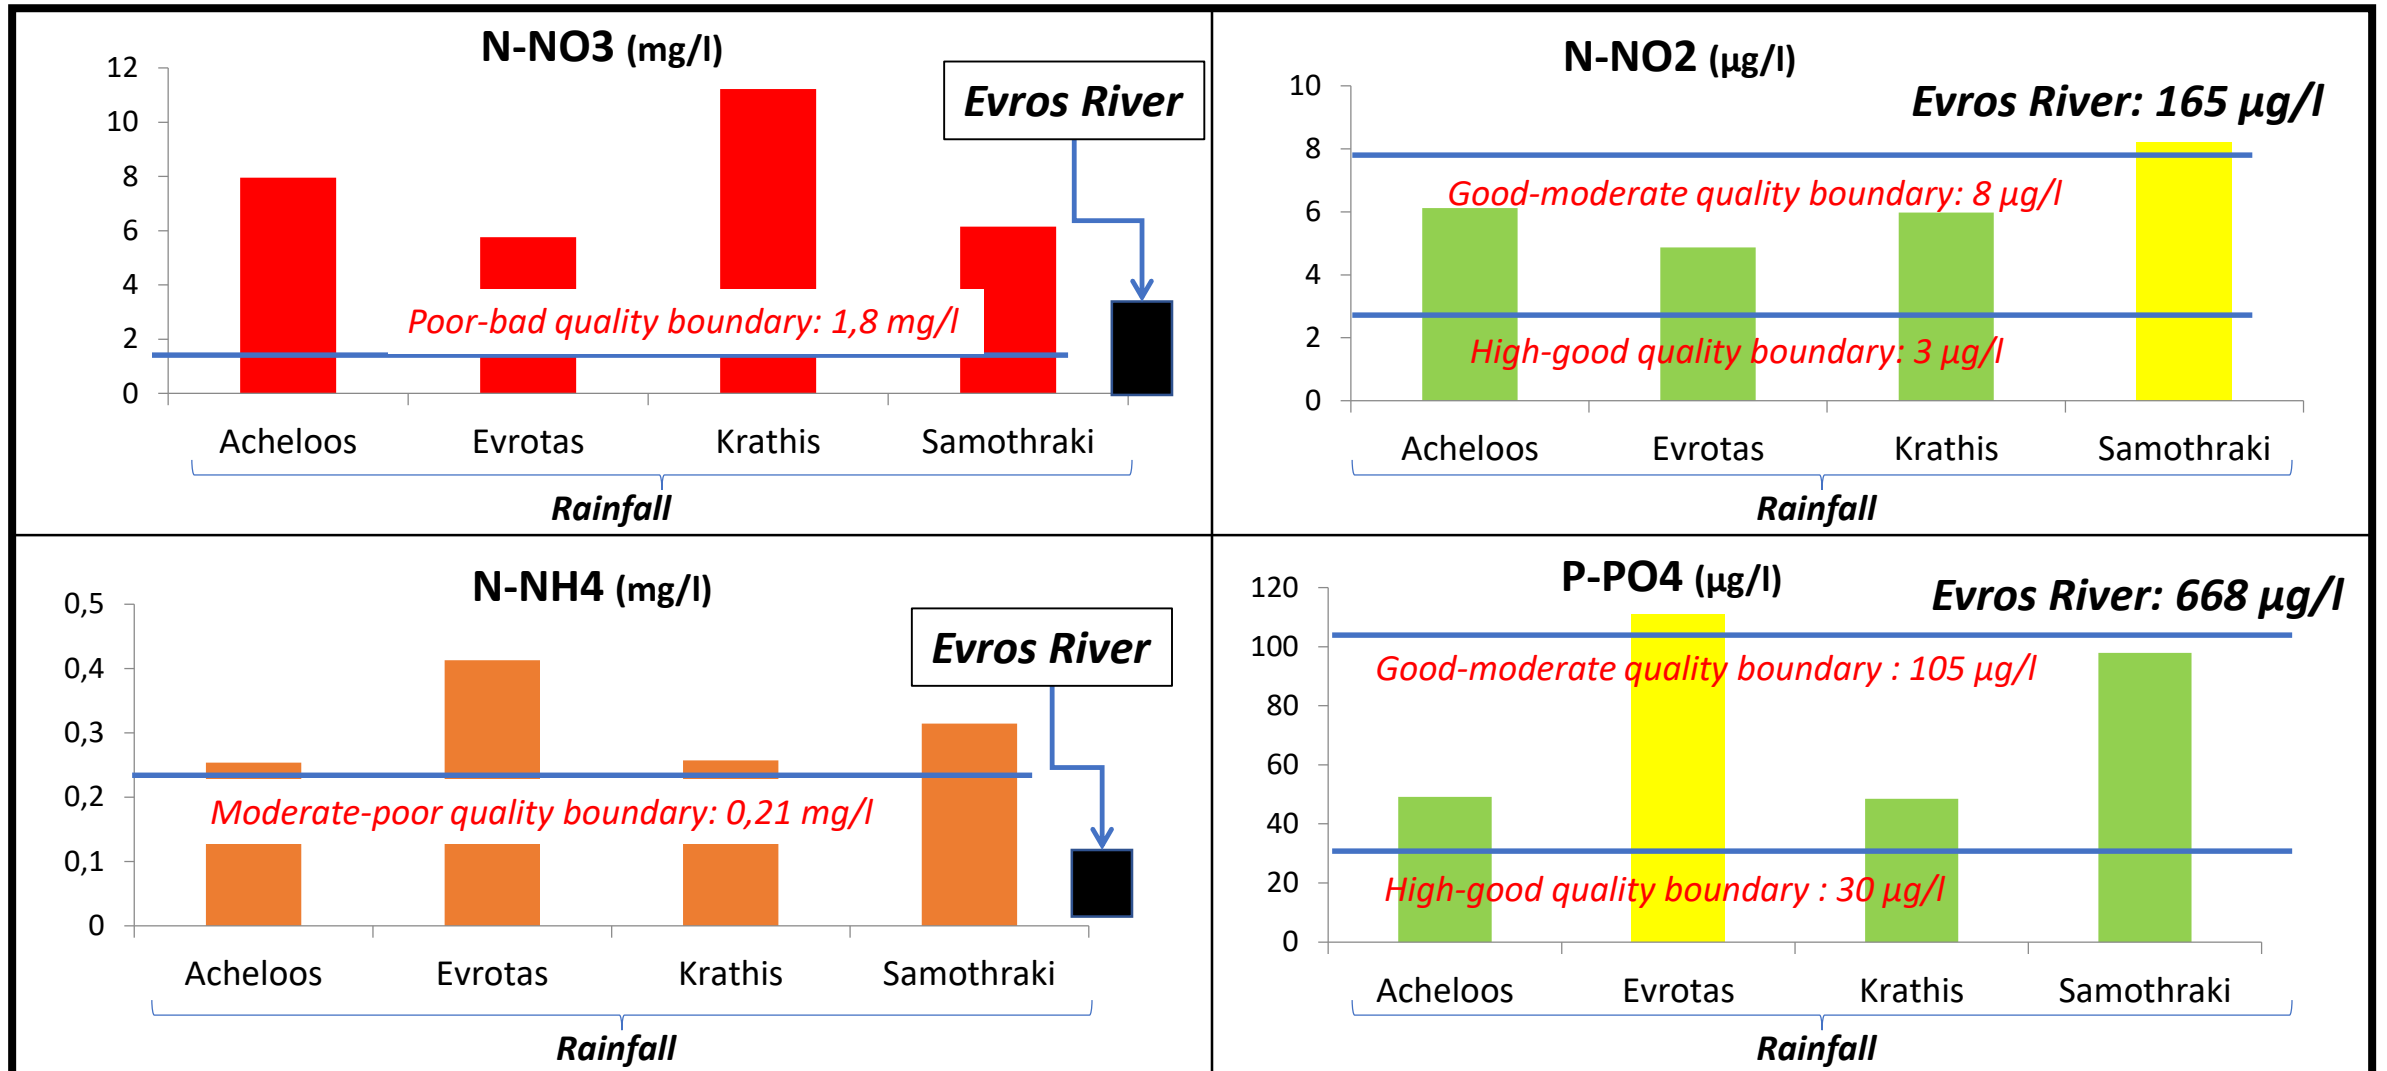 N-NO3 (mg/l)
12
10
8
6
4
2
0
Evros River
Poor-bad quality boundary: 1,8 mg/l
Acheloos Evrotas Krathis Samothraki
Rainfall
N-NO2 (µg/l)
10
8
6
4
2
0
Evros River: 165 µg/l
Good-moderate quality boundary: 8 µg/l
High-good quality boundary: 3 µg/l
Acheloos Evrotas Krathis Samothraki
Rainfall
N-NH4 (mg/l)
0,5
0,4
0,3
0,2
0,1
0
Evros River
Moderate-poor quality boundary: 0,21 mg/l
Acheloos Evrotas Krathis Samothraki
Rainfall
P-PO4 (µg/l)
120
100
80
60
40
20
0
Evros River: 668 µg/l
Good-moderate quality boundary : 105 µg/l
High-good quality boundary : 30 µg/l
Acheloos Evrotas Krathis Samothraki
Rainfall